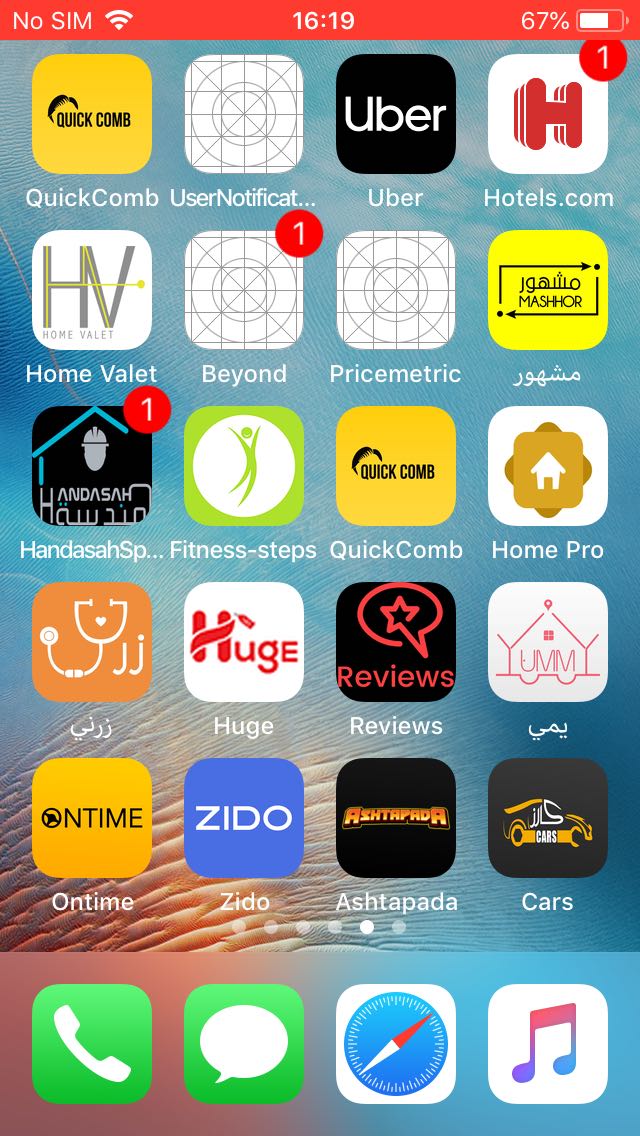 No SIM 16:19 67%
1
QUICK COMB
Uber
H
QuickComb UserNotificat... Uber Hotels.com
1
HV
HOME VALET
مشهور
MASHHOR
Home Valet Beyond Pricemetric مشهور
1
HANDASAH
هندسة
QUICK COMB
HandasahSp... Fitness-steps QuickComb Home Pro
زرني
HUGE
Reviews
UMM
زرني Huge Reviews يمي
ONTIME
ZIDO
ASHTAPADA
كارز
CARS
Ontime Zido Ashtapada Cars